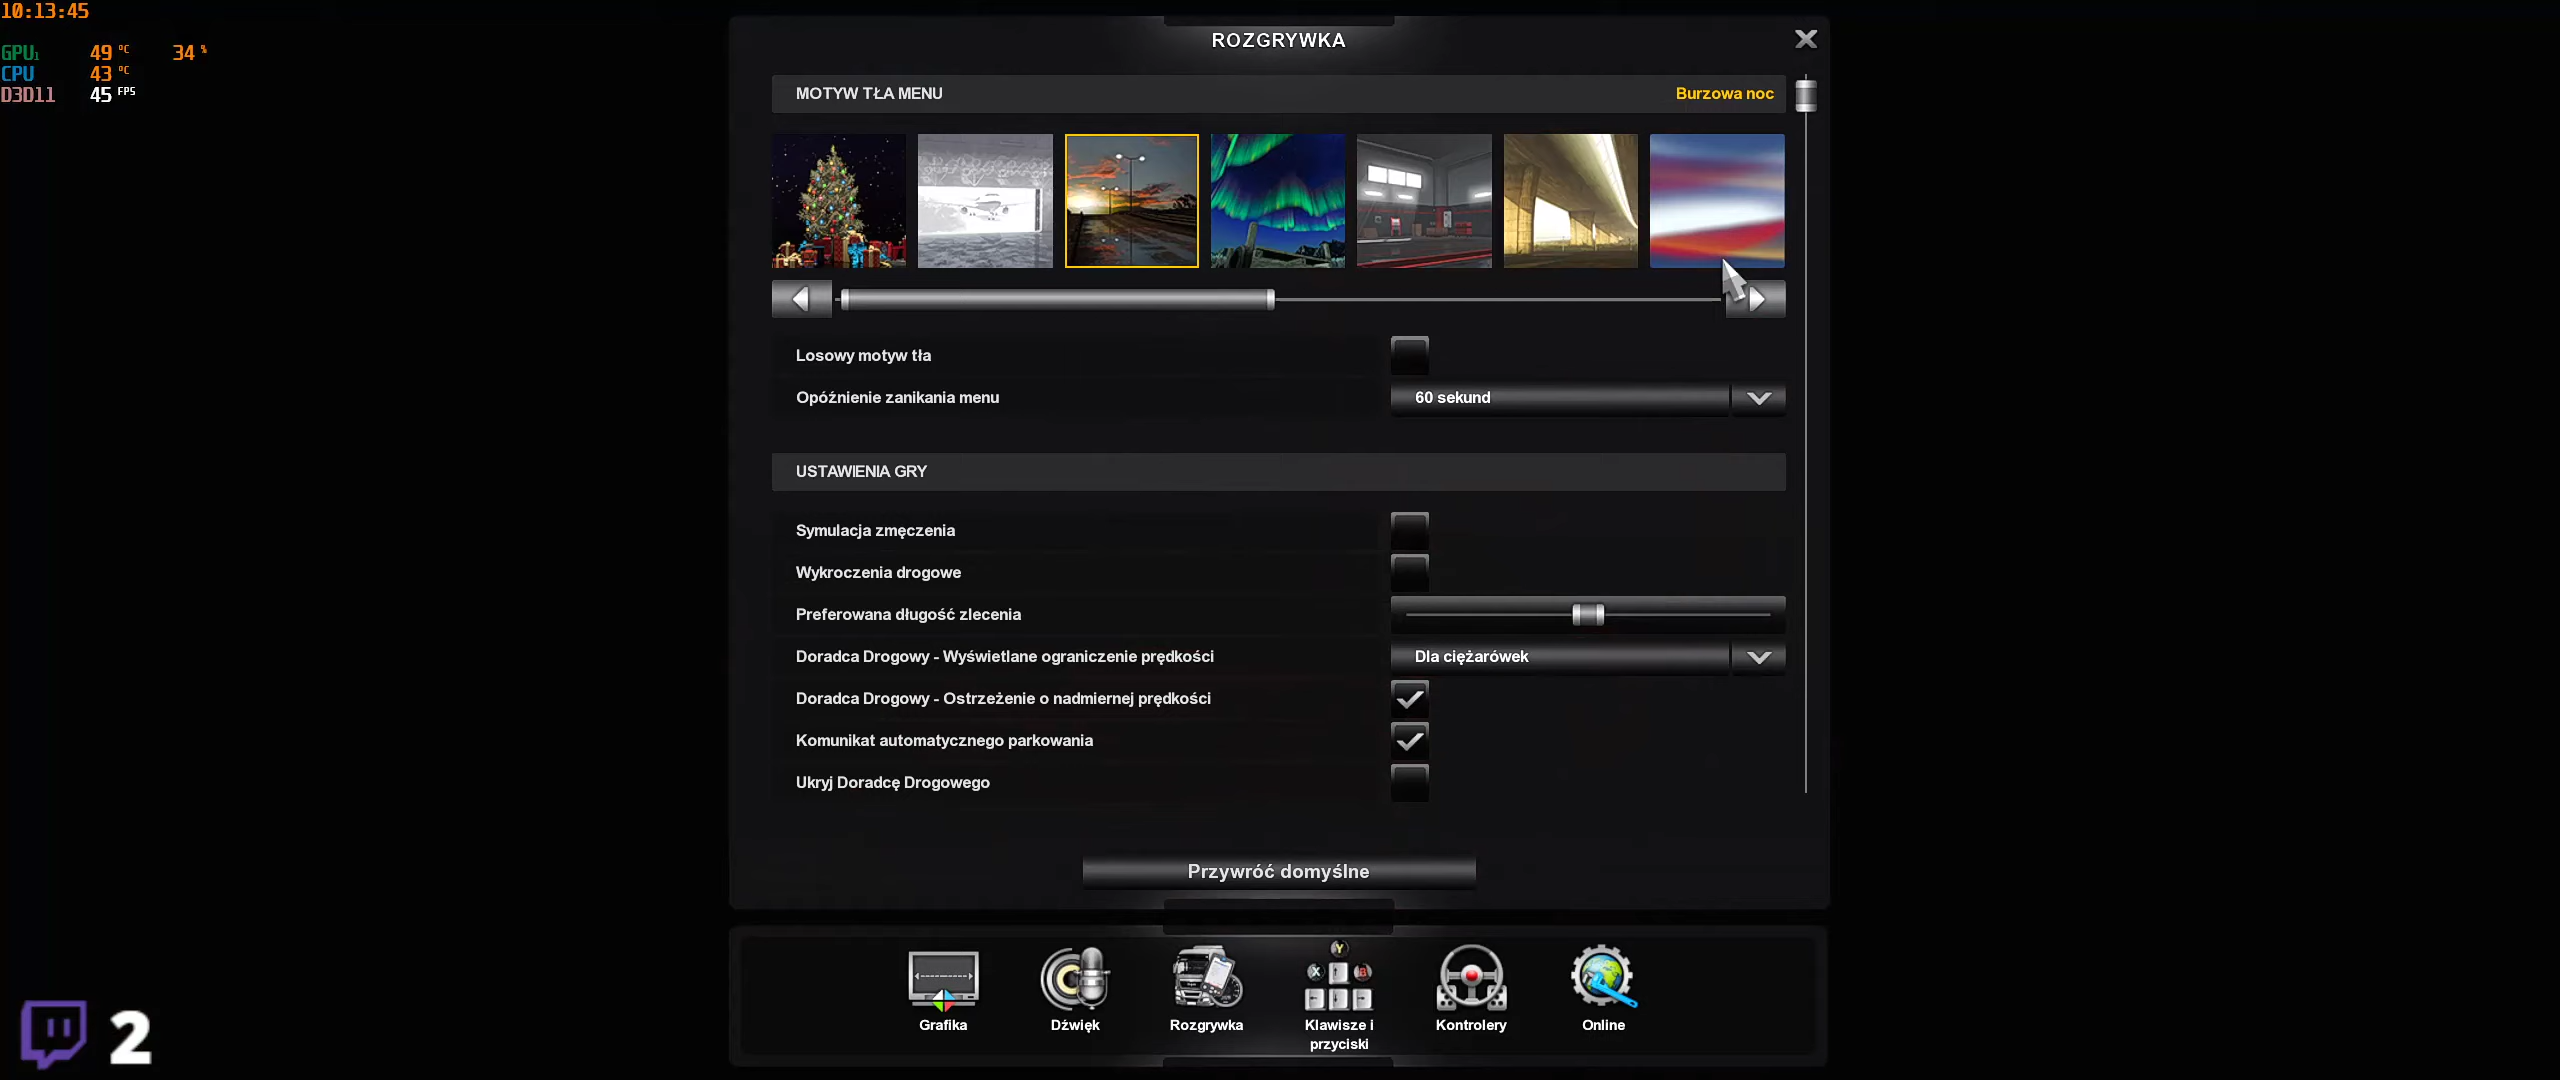 10:13:45
GPU1 49 °C 34 %
CPU 43 °C
D3D11 45 FPS
ROZGRYWKA
MOTYW TŁA MENU Burzowa noc
Losowy motyw tła
Opóźnienie zanikania menu 60 sekund
USTAWIENIA GRY
Symulacja zmęczenia
Wykroczenia drogowe
Preferowana długość zlecenia
Doradca Drogowy - Wyświetlane ograniczenie prędkości Dla ciężarówek
Doradca Drogowy - Ostrzeżenie o nadmiernej prędkości
Komunikat automatycznego parkowania
Ukryj Doradcę Drogowego
Przywróć domyślne
Y
X B
Grafika Dźwięk Rozgrywka Klawisze i przyciski Kontrolery Online
2